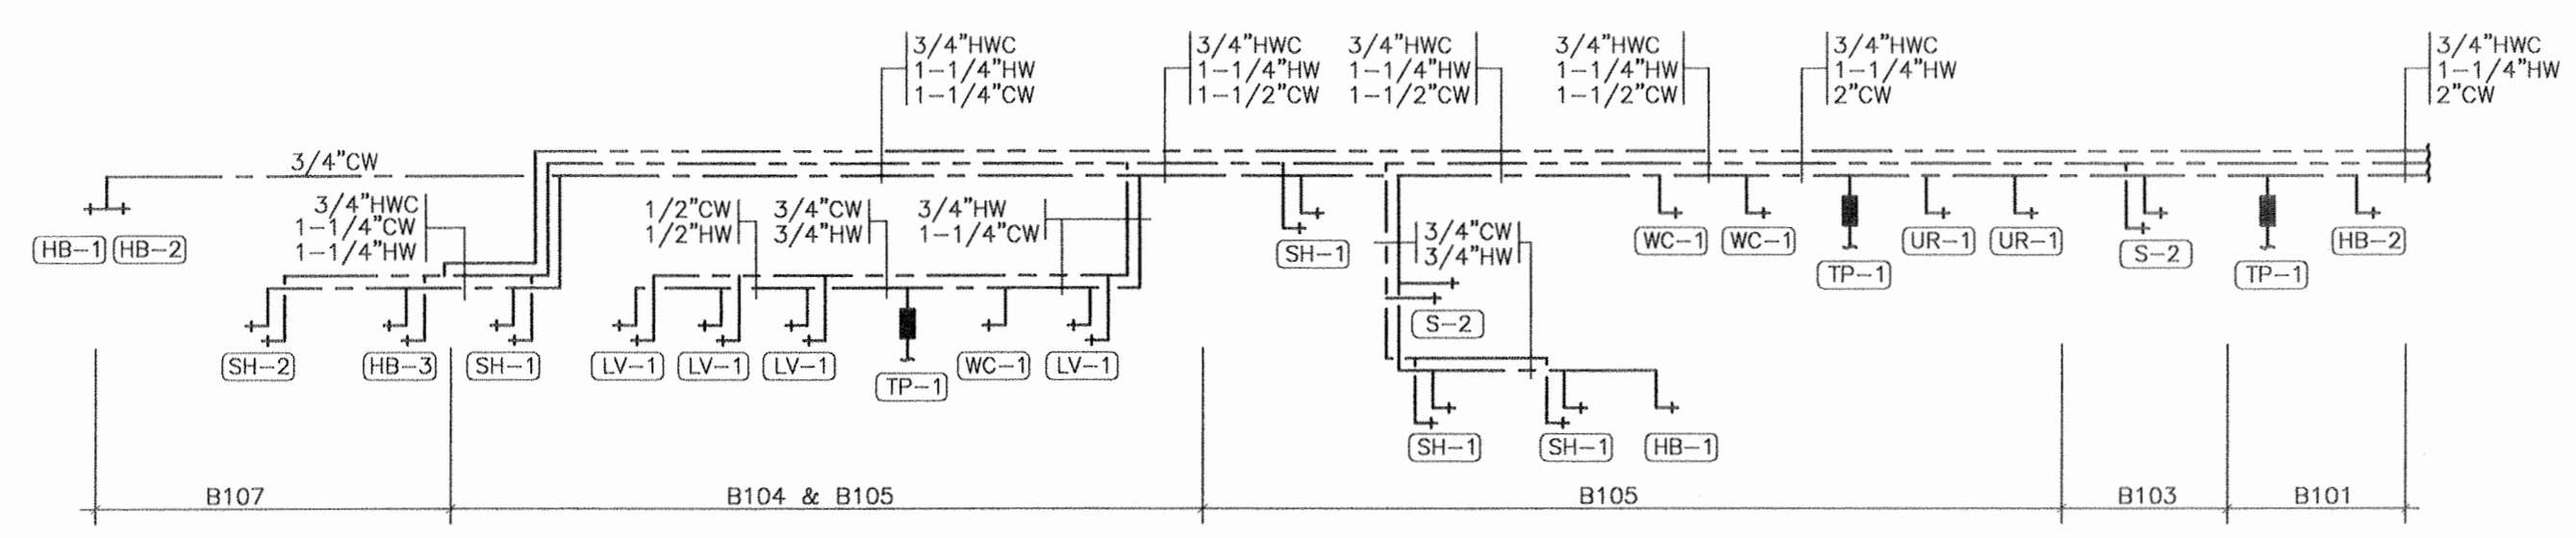 3/4"HWC
1-1/4"HW
1-1/4"CW
3/4"HWC
1-1/4"HW
1-1/2"CW
3/4"HWC
1-1/4"HW
1-1/2"CW
3/4"HWC
1-1/4"HW
1-1/2"CW
3/4"HWC
1-1/4"HW
2"CW
3/4"HWC
1-1/4"HW
2"CW
3/4"CW
3/4"HWC
1-1/4"CW
1-1/4"HW
1/2"CW
1/2"HW
3/4"CW
3/4"HW
3/4"HW
1-1/4"CW
3/4"CW
3/4"HW
HB-1 HB-2
SH-1
WC-1
WC-1
TP-1
UR-1
UR-1
S-2
TP-1
HB-2
S-2
SH-2
HB-3
SH-1
LV-1
LV-1
LV-1
TP-1
WC-1
LV-1
SH-1
SH-1
HB-1
B107
B104 & B105
B105
B103
B101